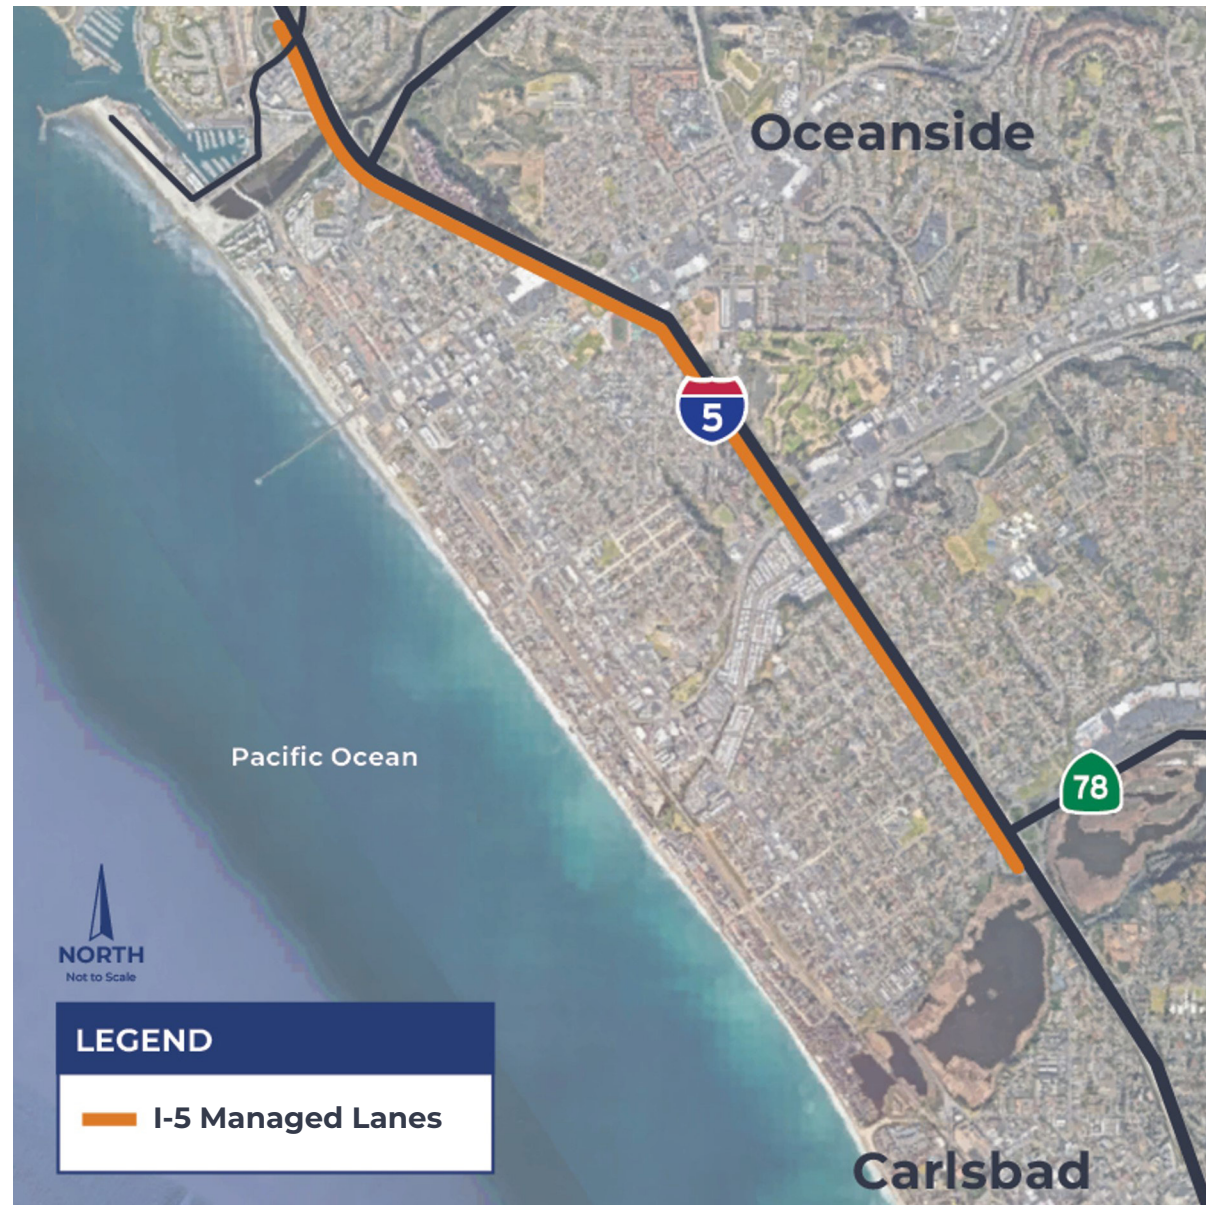 Oceanside
5
Pacific Ocean
78
NORTH
Not to Scale
LEGEND
I-5 Managed Lanes
Carlsbad